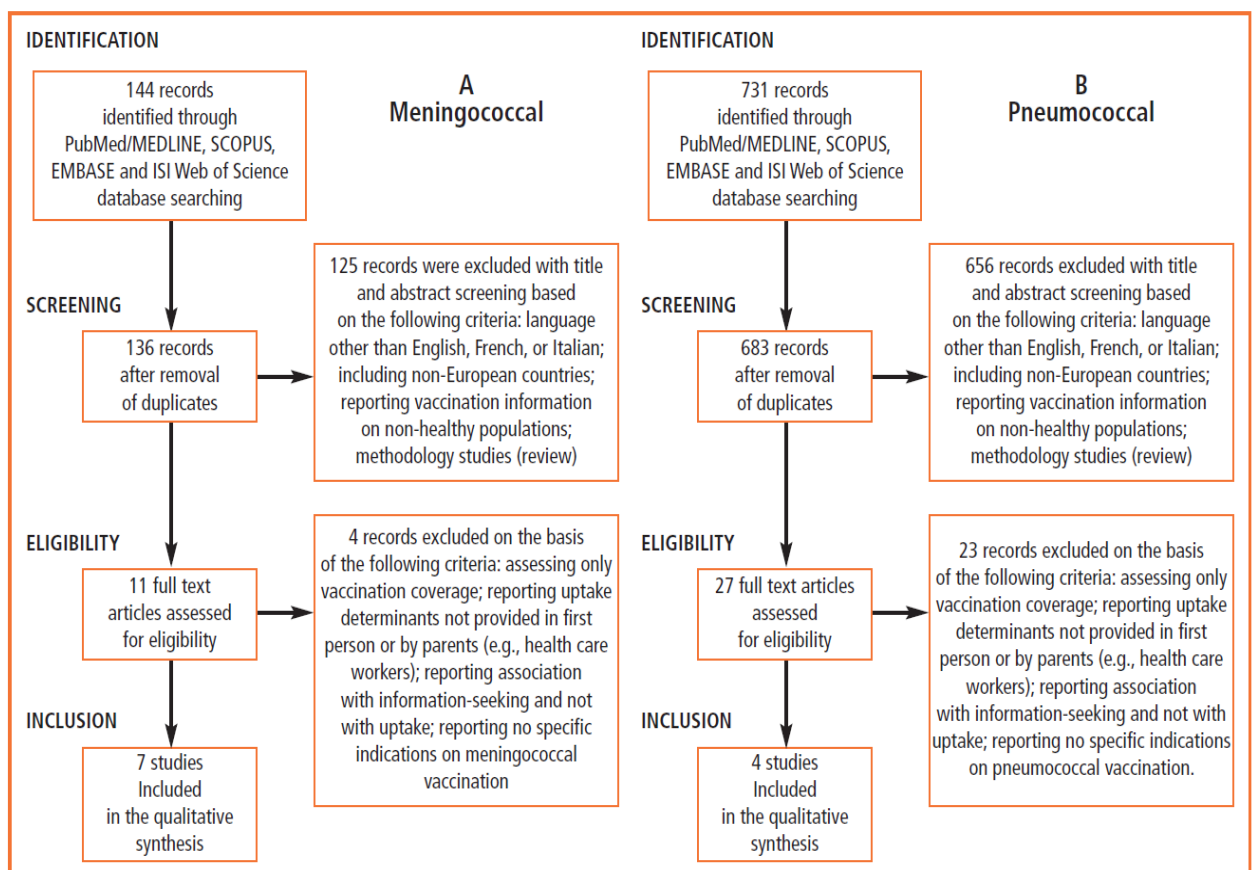 IDENTIFICATION
144 records
identified through
PubMed/MEDLINE, SCOPUS,
EMBASE and ISI Web of Science
database searching
A
Meningococcal
125 records were excluded with title
and abstract screening based
on the following criteria: language
other than English, French, or Italian;
including non-European countries;
reporting vaccination information
on non-healthy populations;
methodology studies (review)
SCREENING
136 records
after removal
of duplicates
ELIGIBILITY
11 full text
articles assessed
for eligibility
4 records excluded on the basis
of the following criteria: assessing only
vaccination coverage; reporting uptake
determinants not provided in first
person or by parents (e.g., health care
workers); reporting association
with information-seeking and not
with uptake; reporting no specific
indications on meningococcal
vaccination
INCLUSION
7 studies
Included
in the qualitative
synthesis
IDENTIFICATION
731 records
identified through
PubMed/MEDLINE, SCOPUS,
EMBASE and ISI Web of Science
database searching
B
Pneumococcal
656 records excluded with title
and abstract screening based
on the following criteria: language
other than English, French, or Italian;
including non-European countries;
reporting vaccination information
on non-healthy populations;
methodology studies (review)
SCREENING
683 records
after removal
of duplicates
ELIGIBILITY
27 full text articles
assessed
for eligibility
23 records excluded on the basis
of the following criteria: assessing only
vaccination coverage; reporting uptake
determinants not provided in first
person or by parents (e.g., health care
workers); reporting association
with information-seeking and not with
uptake; reporting no specific indications
on pneumococcal vaccination.
INCLUSION
4 studies
Included
in the qualitative
synthesis